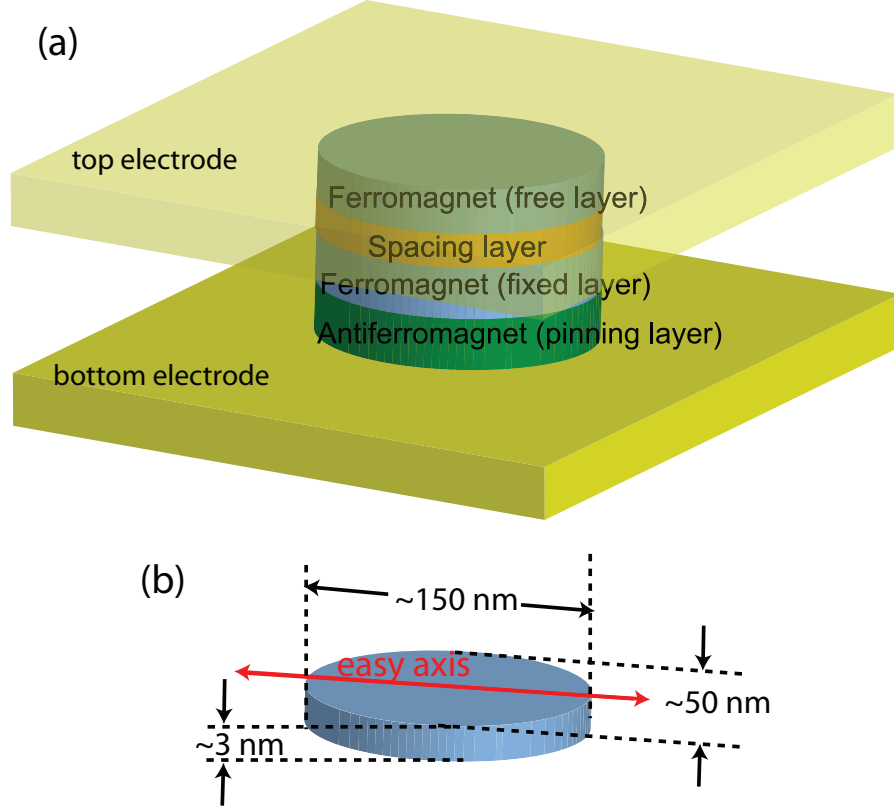 (a)
top electrode
Ferromagnet (free layer)
Spacing layer
Ferromagnet (fixed layer)
Antiferromagnet (pinning layer)
bottom electrode
(b)
~150 nm
easy axis
~50 nm
~3 nm